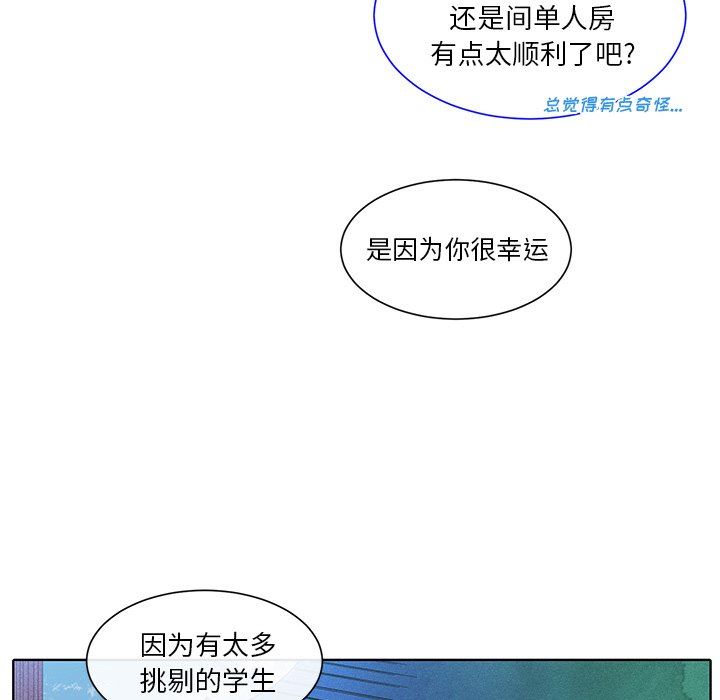 还是间单人房
有点太顺利了吧?
总觉得有点奇怪...
是因为你很幸运
因为有太多
挑剔的学生